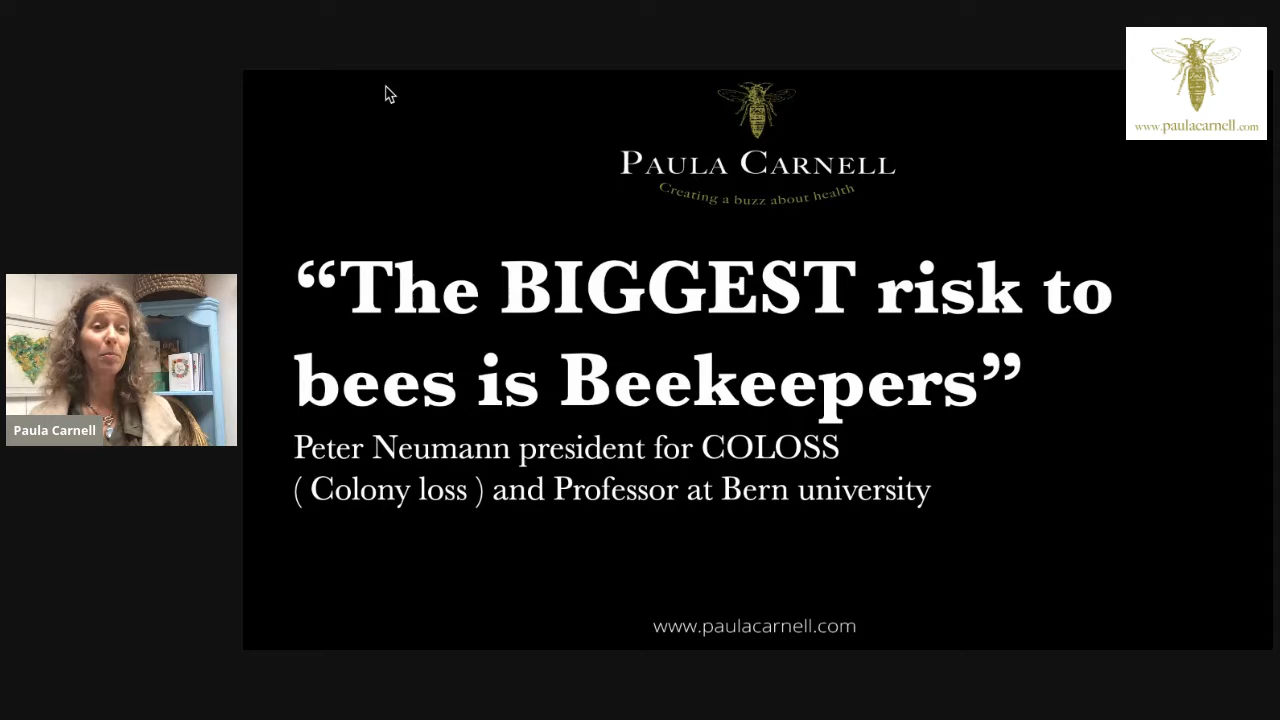 www.paulacarnell.com
PAULA CARNELL
Creating a buzz about health
“The BIGGEST risk to
bees is Beekeepers”
Peter Neumann president for COLOSS
( Colony loss ) and Professor at Bern university
Paula Carnell
www.paulacarnell.com